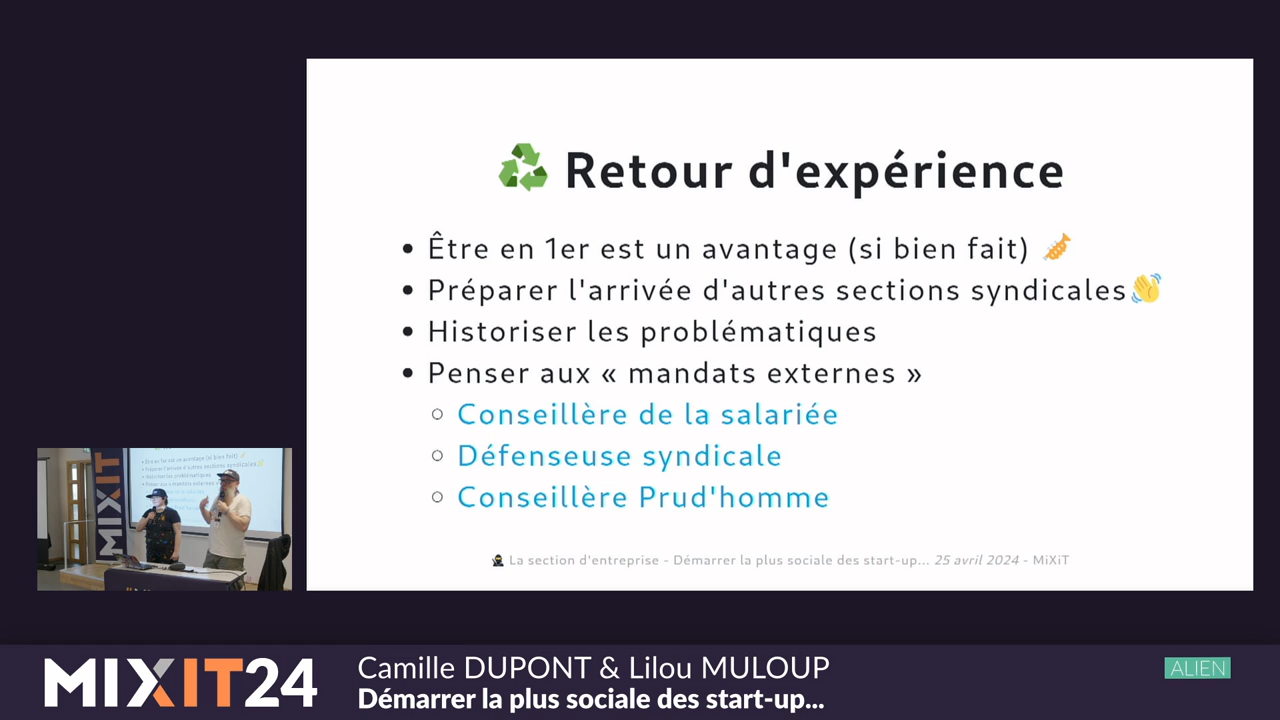 Retour d'expérience
Être en 1er est un avantage (si bien fait)
Préparer l'arrivée d'autres sections syndicales
Historiser les problématiques
Penser aux « mandats externes »
Conseillère de la salariée
Défenseuse syndicale
Conseillère Prud'homme
La section d'entreprise - Démarrer la plus sociale des start-up... 25 avril 2024 - MiXiT
MIXIT
MIXIT24
Camille DUPONT & Lilou MULOUP
Démarrer la plus sociale des start-up...
ALIEN